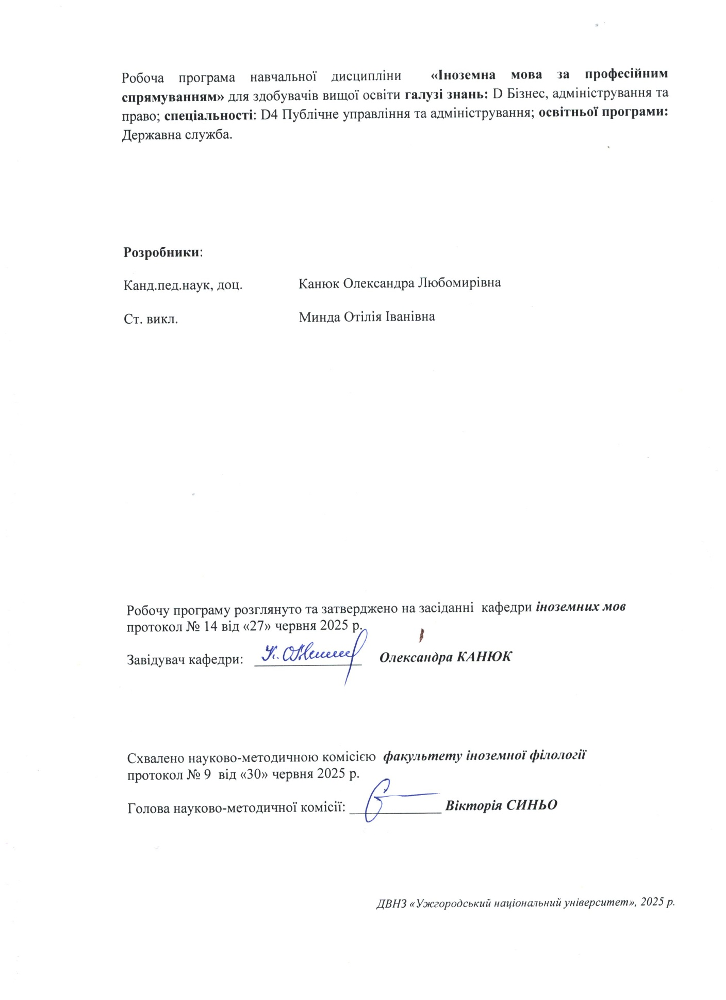 Робоча програма навчальної дисципліни «Іноземна мова за професійним
спрямуванням» для здобувачів вищої освіти галузі знань: D Бізнес, адміністрування та
право; спеціальності: D4 Публічне управління та адміністрування; освітньої програми:
Державна служба.
Розробники:
Канд.пед.наук, доц. Канюк Олександра Любомирівна
Ст. викл. Минда Отілія Іванівна
Робочу програму розглянуто та затверджено на засіданні кафедри іноземних мов
протокол № 14 від «27» червня 2025 р.
Завідувач кафедри: Олександра КАНЮК
Схвалено науково-методичною комісією факультету іноземної філології
протокол № 9 від «30» червня 2025 р.
Голова науково-методичної комісії: Вікторія СИНЬО
ДВНЗ «Ужгородський національний університет», 2025 р.